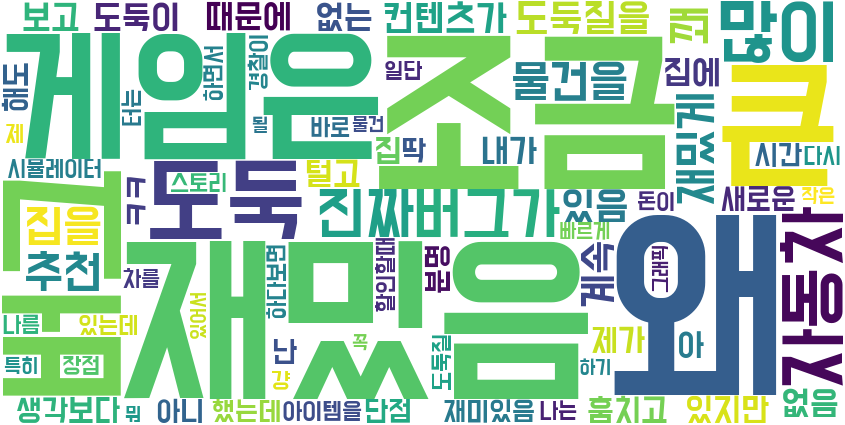 보고 도둑이 때문에 없는 컨텐츠가 도둑질을 꽤 많이
해도 게임은 하면서 경찰이 조금 일단 물건을 집에 큰
제 터는 될 바로 물건 집 딱 내가 재밌게 시간 다시
시뮬레이터 ㅋㅋ 도둑 스토리 털고
집을 진짜 버그가 있음 돈이 새로운 작은
추천 차를 재밌음 하다보면 할인할때 분명 빠르게 계속 왜 그래픽
겁나
나름 있는데 있어서 제가 아
특히 장점 난 걍 꼭 도둑질 하기
생각보다 뭐 아니 했는데 아이템을 단점 재미있음 나는 훔치고 있지만 없음